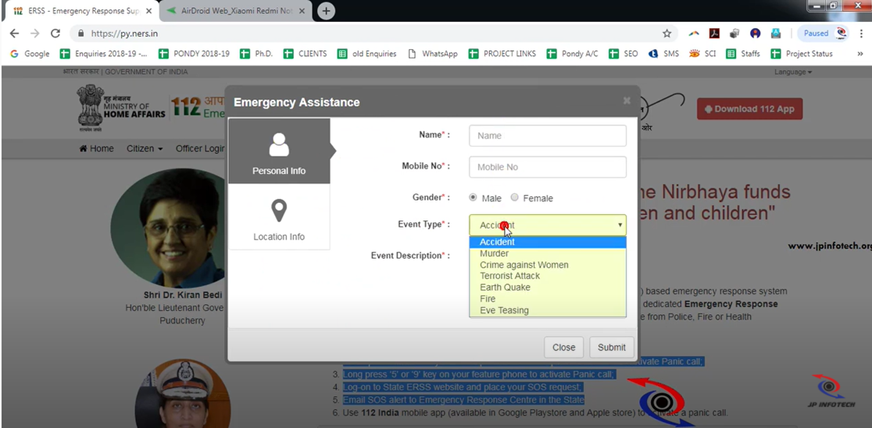 ERSS - Emergency Response Sup
AirDroid Web_Xiaomi Redmi Not
https://py.ners.in
Paused
Google
Enquiries 2018-19 -...
PONDY 2018-19
Ph.D.
CLIENTS
old Enquiries
WhatsApp
PROJECT LINKS
Pondy A/C
SEO
SMS
SCI
Staffs
Project Status
»
भारत सरकार | GOVERNMENT OF INDIA
Language
MINISTRY OF
HOME AFFAIRS
112
Eme
Download 112 App
Home
Citizen
Officer Login
Emergency Assistance
×
Personal Info
Location Info
Name* :
Name
Mobile No* :
Mobile No
Gender* :
Male
Female
Event Type* :
Accident
Event Description* :
Accident
Murder
Crime against Women
Terrorist Attack
Earth Quake
Fire
Eve Teasing
Close
Submit
he Nirbhaya funds
en and children"
www.jpinfotech.org
Shri Dr. Kiran Bedi
Hon'ble Lieutenant Gove
Puducherry
) based emergency response system
dedicated Emergency Response
e from Police, Fire or Health
ivate Panic call;
3. Long press '5' or '9' key on your feature phone to activate Panic call;
4. Log-on to State ERSS website and place your SOS request;
5. Email SOS alert to Emergency Response Centre in the State
6. Use 112 India mobile app (available in Google Playstore and Apple store) to activate a panic call.
JP INFOTECH